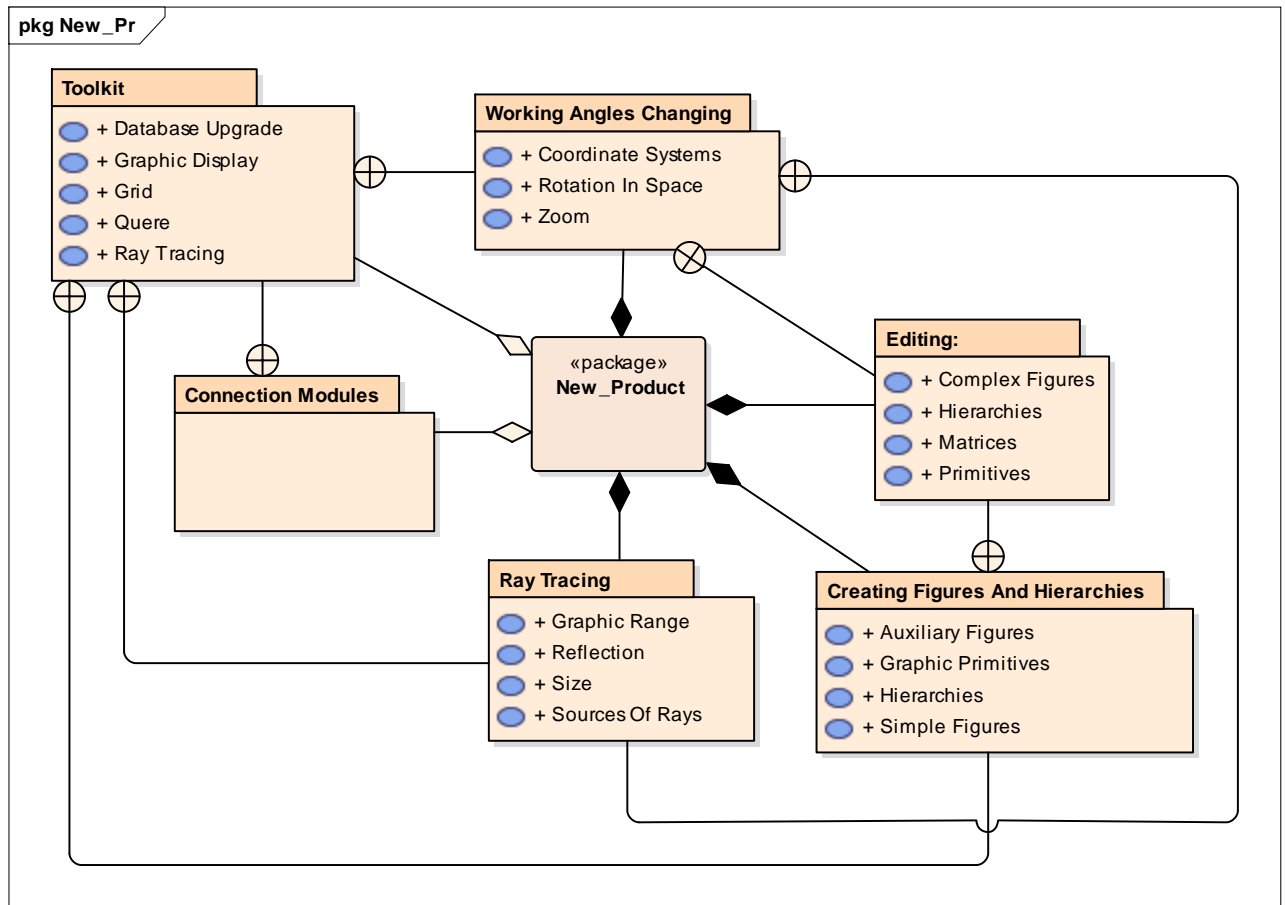 pkg New_Pr
Toolkit
+ Database Upgrade
+ Graphic Display
+ Grid
+ Quere
+ Ray Tracing
Working Angles Changing
+ Coordinate Systems
+ Rotation In Space
+ Zoom
«package»
New_Product
Editing:
+ Complex Figures
+ Hierarchies
+ Matrices
+ Primitives
Connection Modules
Ray Tracing
+ Graphic Range
+ Reflection
+ Size
+ Sources Of Rays
Creating Figures And Hierarchies
+ Auxiliary Figures
+ Graphic Primitives
+ Hierarchies
+ Simple Figures